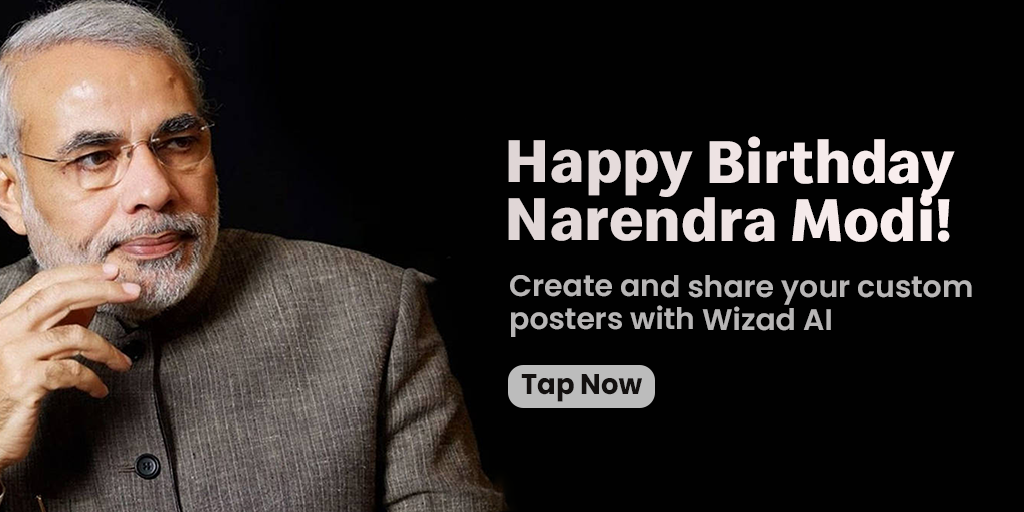 Happy Birthday
Narendra Modi!
Create and share your custom
posters with Wizad AI
Tap Now